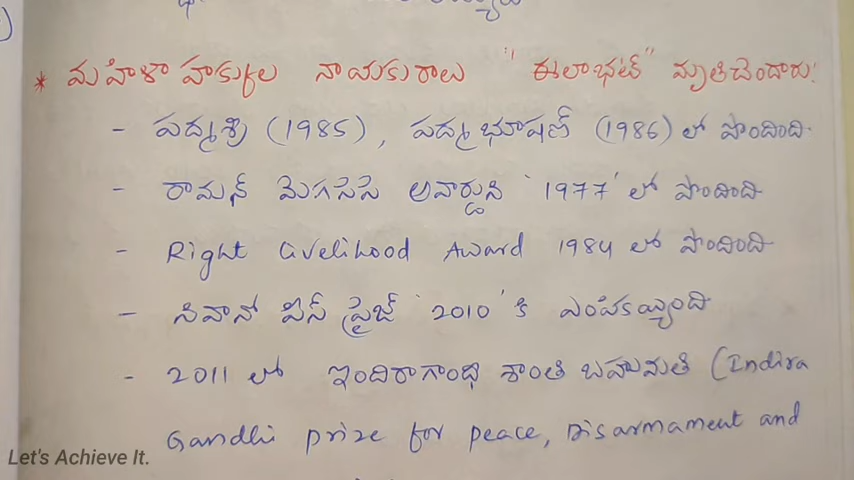 * మహిళా హక్కుల నాయకురాలు "ఈలాభట్" మృతిచెందారు!
- పద్మశ్రీ (1985), పద్మభూషణ్ (1986) లో పొందింది.
- రామన్ మెగసెసె అవార్డుని '1977' లో పొందింది
- Right Livelihood Award 1984 లో పొందింది
- నివానో పీస్ ప్రైజ్ '2010' కి ఎంపికయ్యింది
- 2011 లో ఇందిరాగాంధీ శాంతి బహుమతి (Indira
Gandhi prize for peace, Disarmament and
Let's Achieve It.